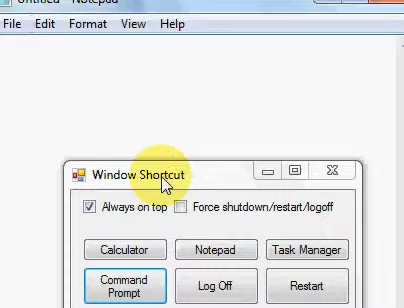 Untitled - Notepad
File Edit Format View Help
Window Shortcut
Always on top Force shutdown/restart/logoff
Calculator Notepad Task Manager
Command Prompt Log Off Restart